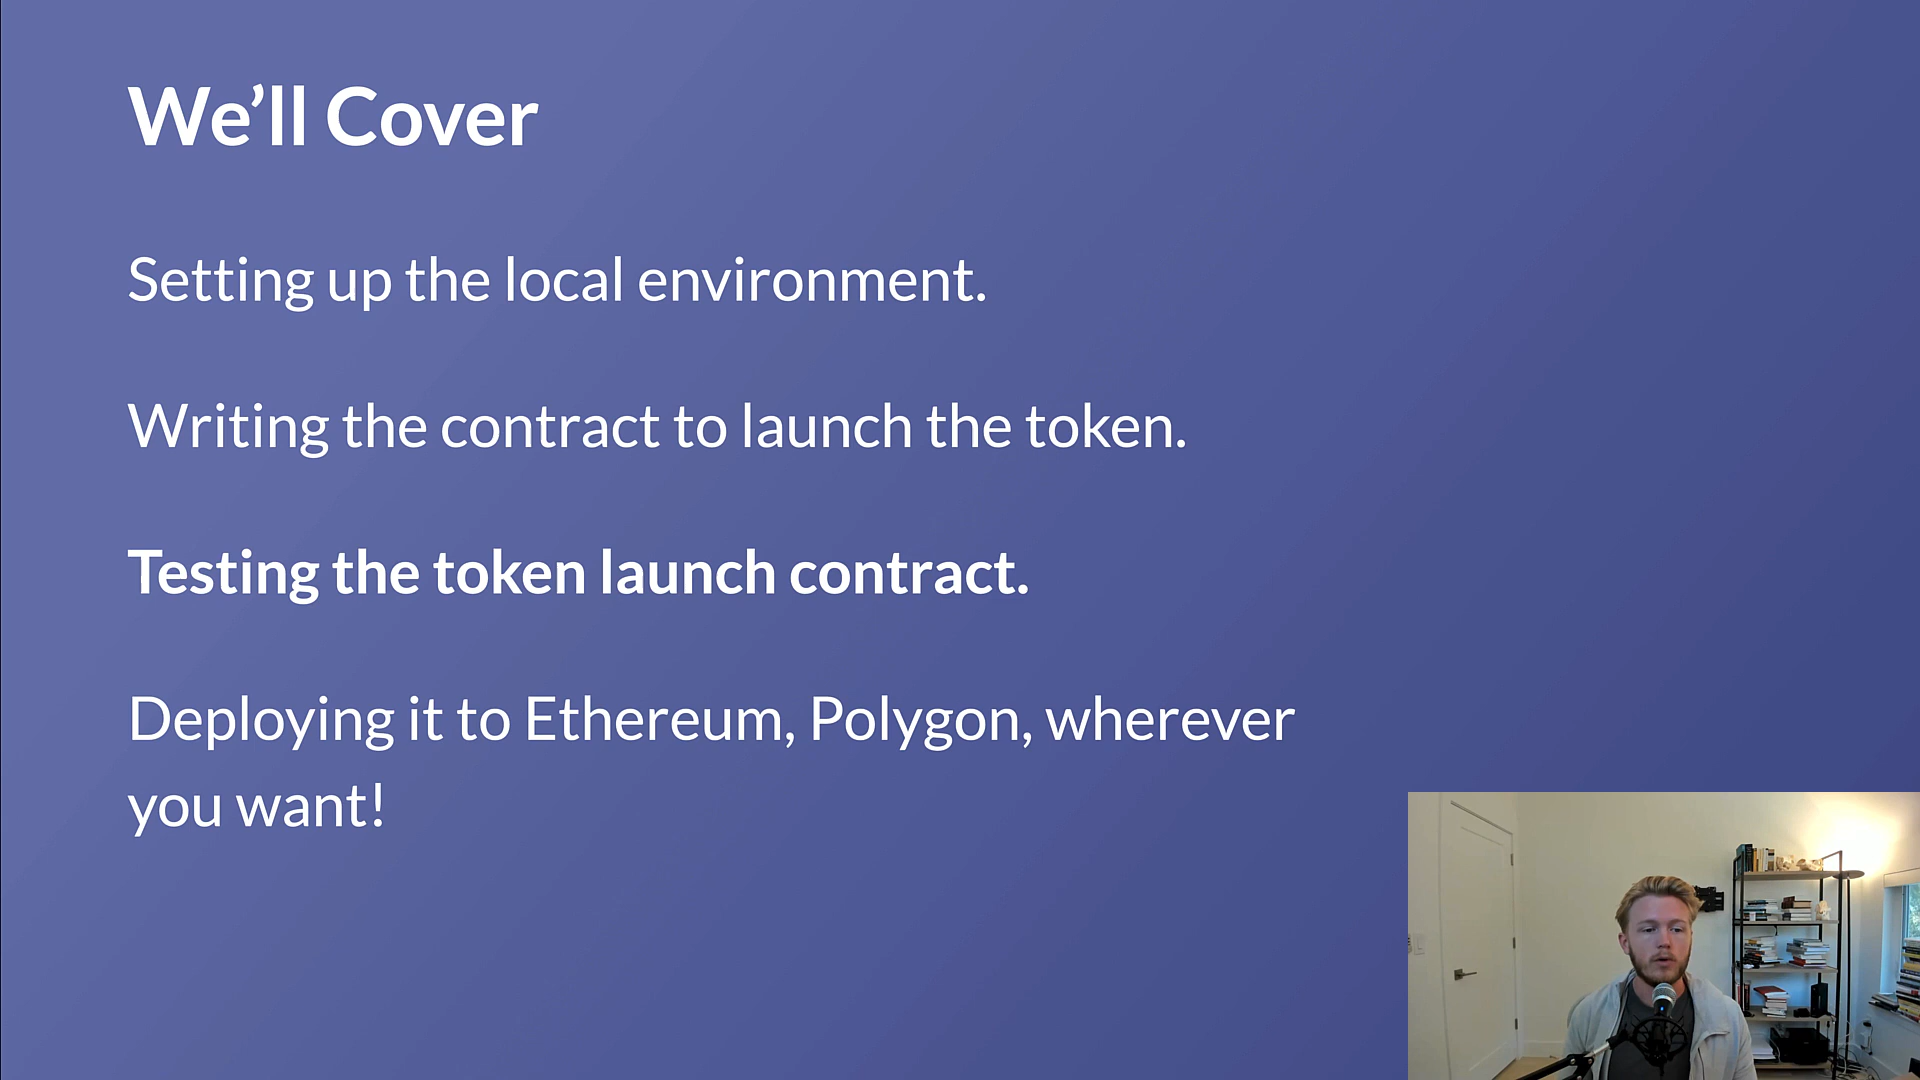 We’ll Cover
Setting up the local environment.
Writing the contract to launch the token.
Testing the token launch contract.
Deploying it to Ethereum, Polygon, wherever
you want!